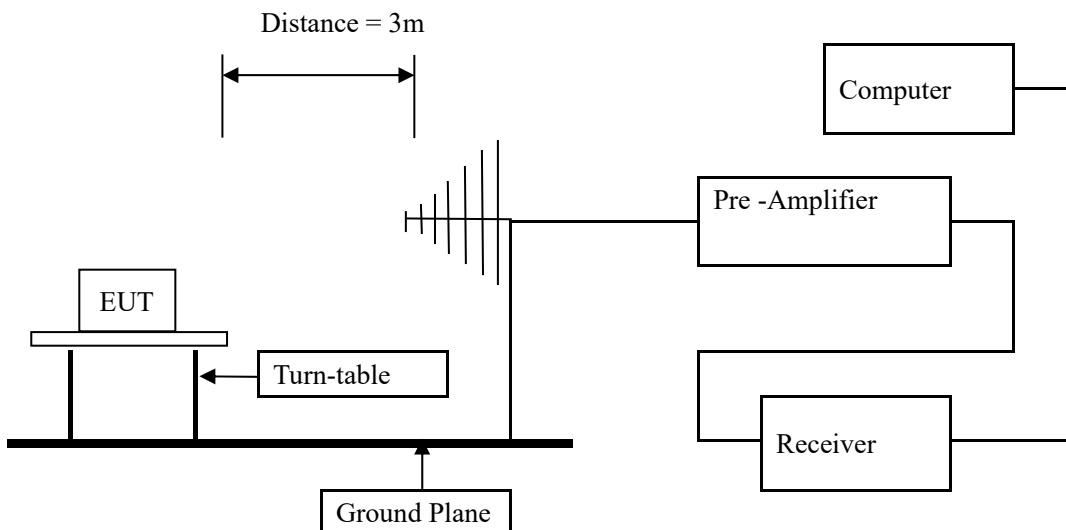 Distance = 3m
Computer
Pre -Amplifier
EUT
Turn-table
Receiver
Ground Plane